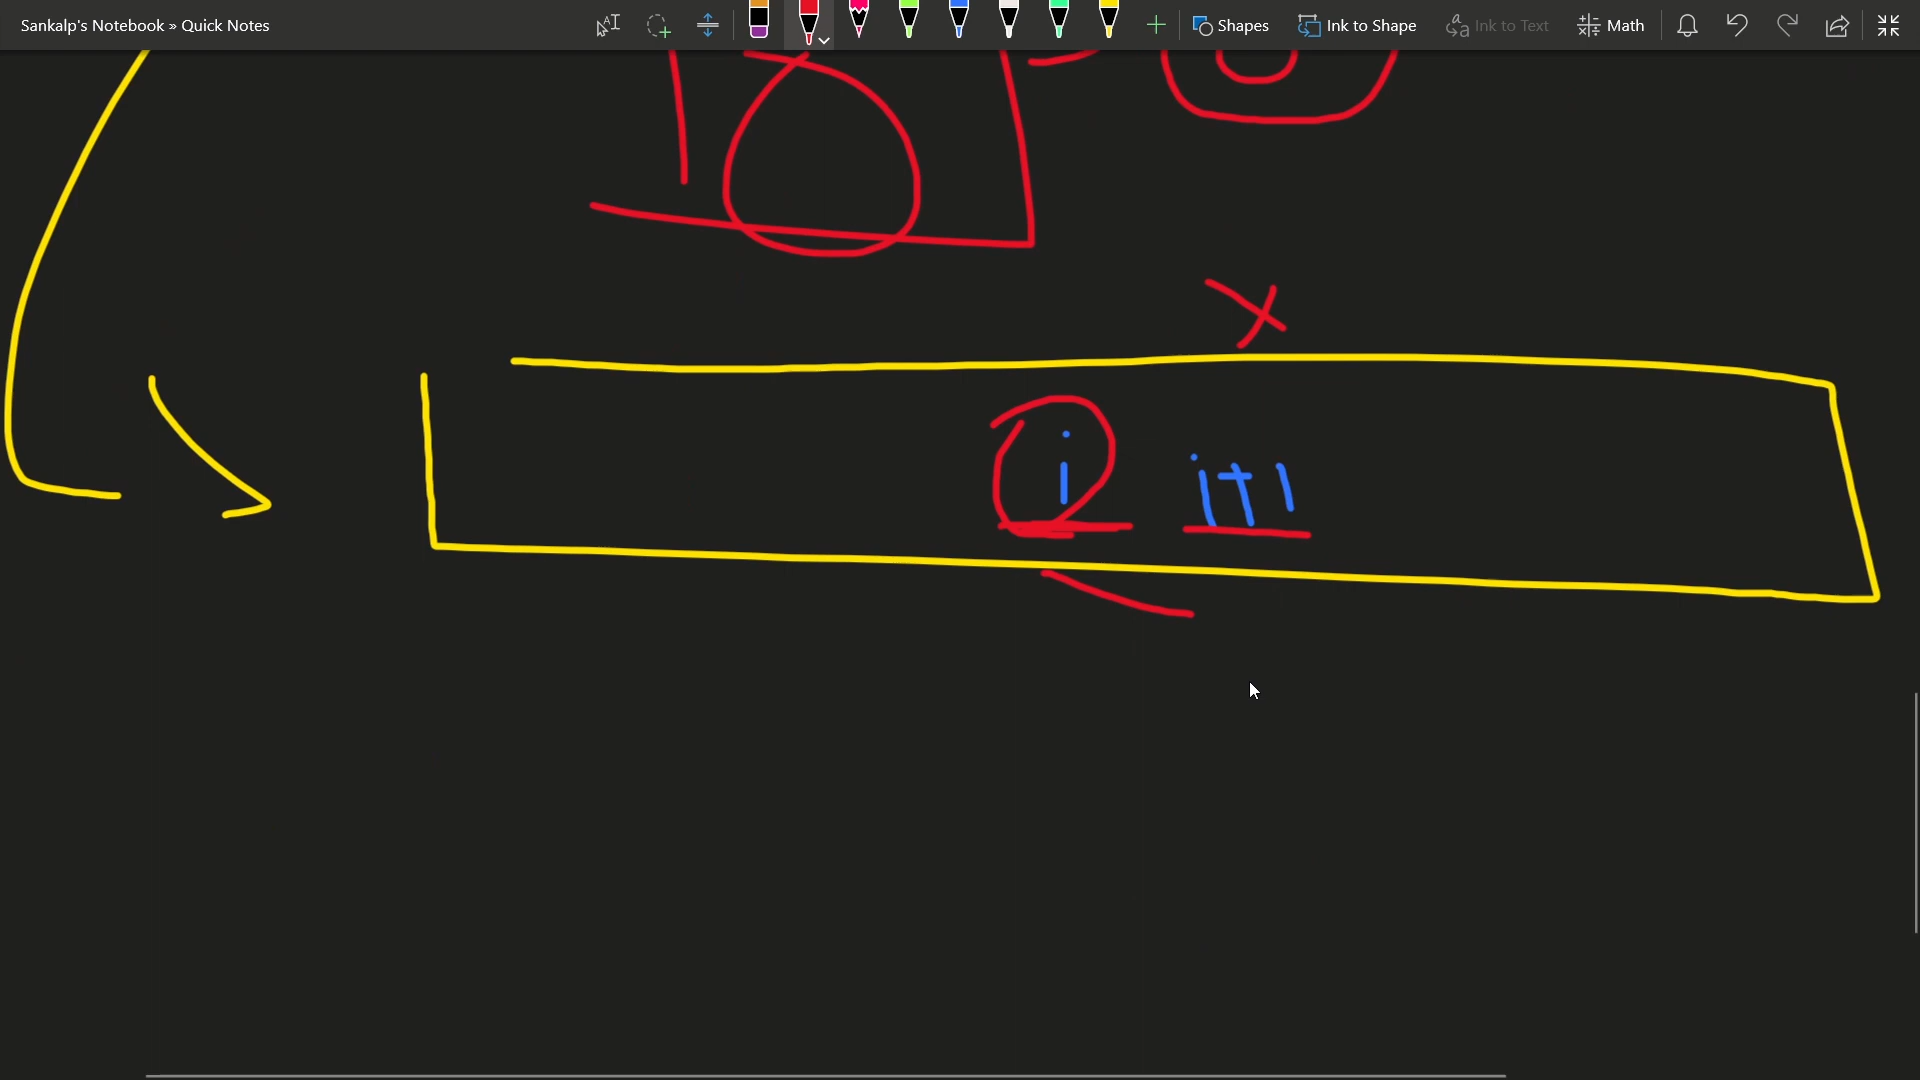 Sankalp's Notebook » Quick Notes
Shapes
Ink to Shape
Ink to Text
Math
x
i i+1